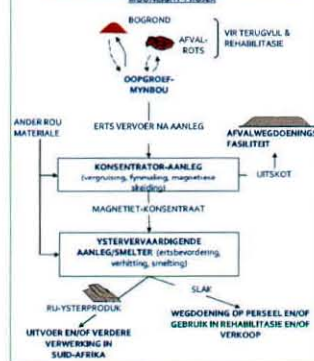 BOGROND
AFVAL-
ROTS
VIR TERUGVUL &
REHABILITASIE
OOPGROEF-
MYNBOU
ANDER ROU
MATERIALE
ERTS VERVOER NA AANLEG
AFVALWEGDOENINGS
FASILITEIT
KONSENTRATOR-AANLEG
(vergruising, fynmaling, magnetiese
skeiding)
UITSKOT
MAGNETIET-KONSENTRAAT
YSTERVERVAARDIGENDE
AANLEG/SMELTER (ertsbevordering,
verhitting, smelting)
SLAK
RU-YSTERPRODUK
WEGDOENING OP PERSEEL EN/OF
GEBRUIK IN REHABILITASIE EN/OF
VERKOOP
UITVOER EN/OF VERDERE
VERWERKING IN
SUID-AFRIKA